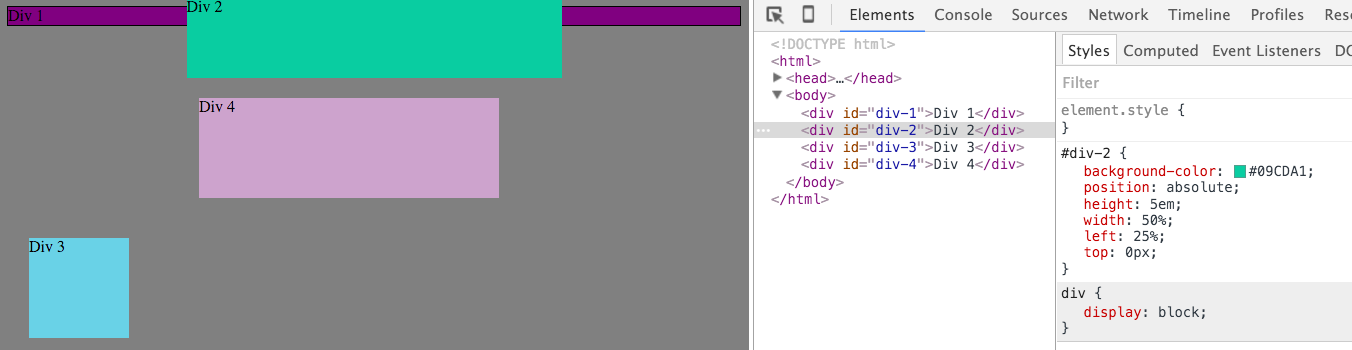 Div 1
Div 2
Div 4
Div 3
Elements Console Sources Network Timeline Profiles
<!DOCTYPE html>
<html>
<head>…</head>
<body>
<div id="div-1">Div 1</div>
<div id="div-2">Div 2</div>
<div id="div-3">Div 3</div>
<div id="div-4">Div 4</div>
</body>
</html>
Styles Computed Event Listeners
Filter
element.style {
}
#div-2 {
background-color: #09CDA1;
position: absolute;
height: 5em;
width: 50%;
left: 25%;
top: 0px;
}
div {
display: block;
}